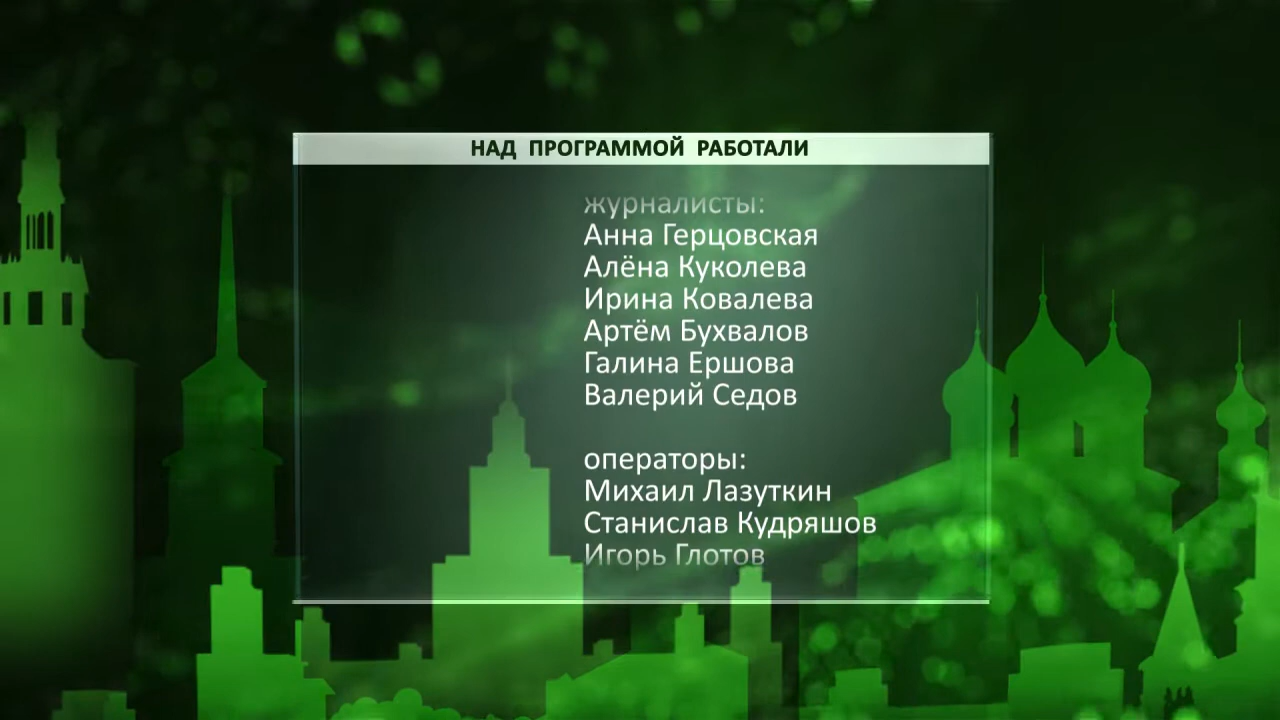 НАД ПРОГРАММОЙ РАБОТАЛИ
журналисты:
Анна Герцовская
Алёна Куколева
Ирина Ковалева
Артём Бухвалов
Галина Ершова
Валерий Седов
операторы:
Михаил Лазуткин
Станислав Кудряшов
Игорь Глотов